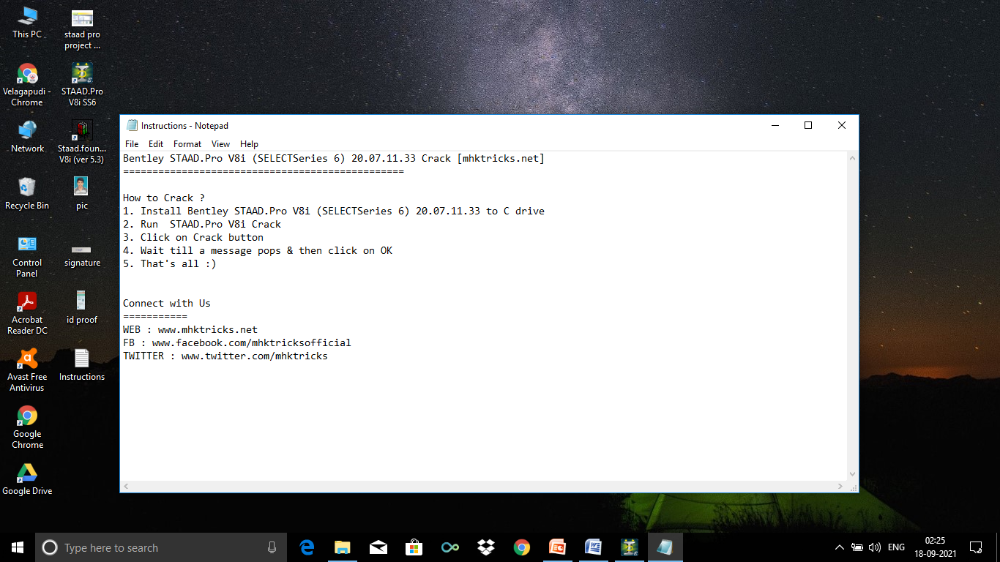 This PC
staad pro
project ...
Velagapudi -
Chrome
STAAD.Pro
V8i SS6
Network
Staad.foun...
V8i (ver 5.3)
Recycle Bin
pic
Control
Panel
signature
Acrobat
Reader DC
id proof
Avast Free
Antivirus
Instructions
Google
Chrome
Google Drive
Instructions - Notepad
File Edit Format View Help
Bentley STAAD.Pro V8i (SELECTSeries 6) 20.07.11.33 Crack [mhktricks.net]
================================================
How to Crack ?
1. Install Bentley STAAD.Pro V8i (SELECTSeries 6) 20.07.11.33 to C drive
2. Run  STAAD.Pro V8i Crack
3. Click on Crack button
4. Wait till a message pops & then click on OK
5. That's all :)
Connect with Us
===========
WEB : www.mhktricks.net
FB : www.facebook.com/mhktricksofficial
TWITTER : www.twitter.com/mhktricks
Type here to search
ENG
02:25
18-09-2021